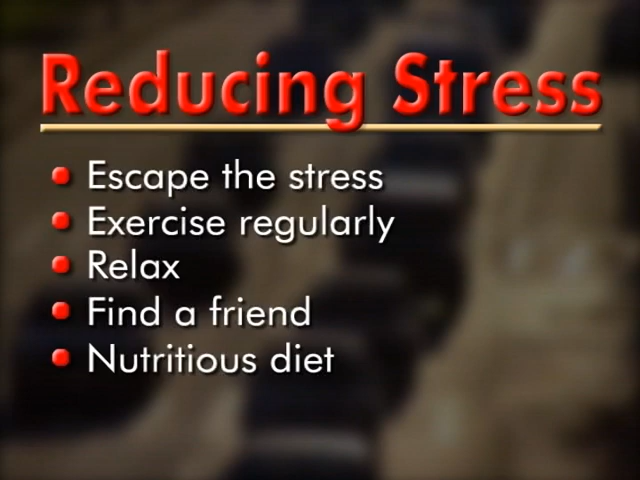 Reducing Stress
Escape the stress
Exercise regularly
Relax
Find a friend
Nutritious diet